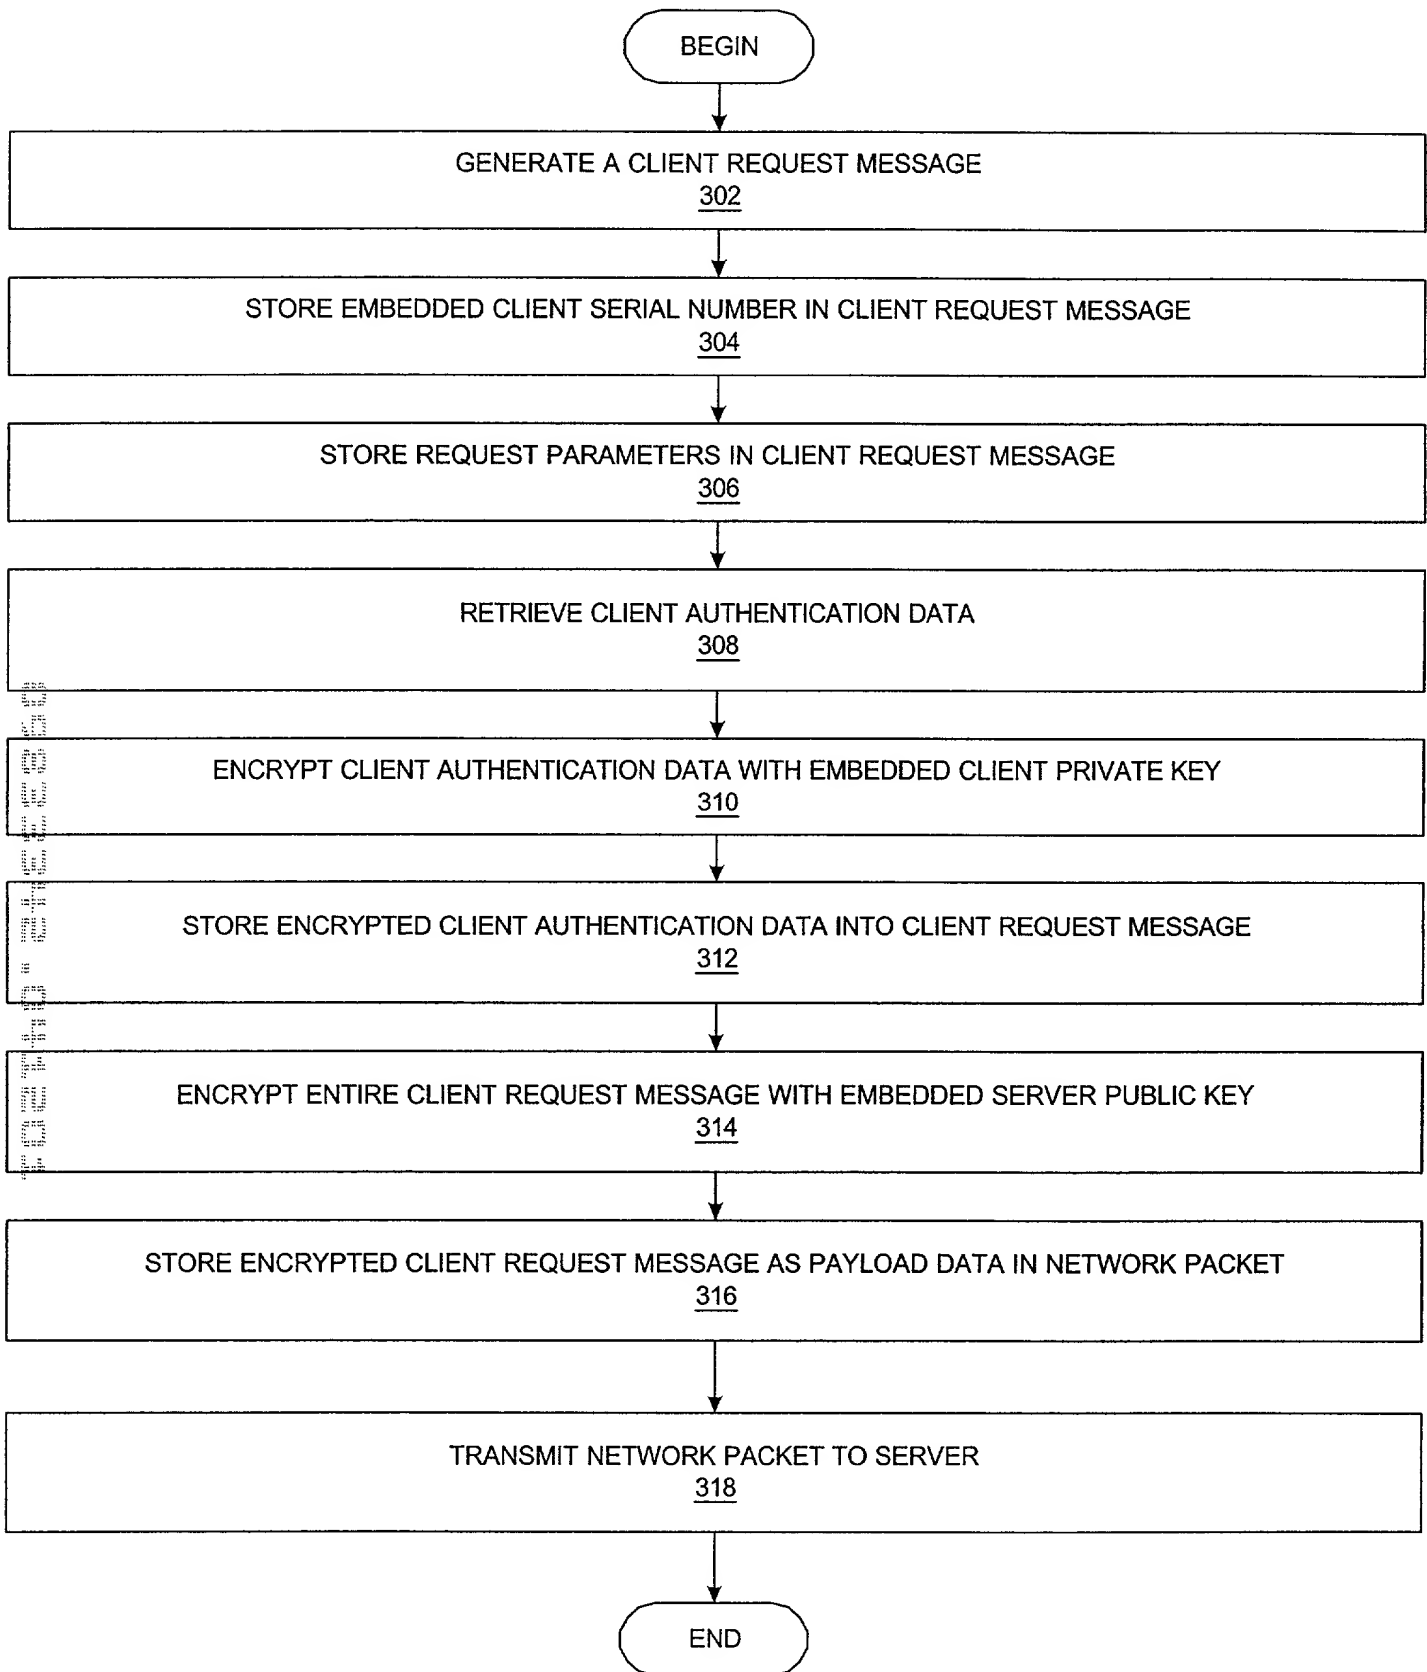 BEGIN
GENERATE A CLIENT REQUEST MESSAGE
302
STORE EMBEDDED CLIENT SERIAL NUMBER IN CLIENT REQUEST MESSAGE
304
STORE REQUEST PARAMETERS IN CLIENT REQUEST MESSAGE
306
RETRIEVE CLIENT AUTHENTICATION DATA
308
ENCRYPT CLIENT AUTHENTICATION DATA WITH EMBEDDED CLIENT PRIVATE KEY
310
STORE ENCRYPTED CLIENT AUTHENTICATION DATA INTO CLIENT REQUEST MESSAGE
312
ENCRYPT ENTIRE CLIENT REQUEST MESSAGE WITH EMBEDDED SERVER PUBLIC KEY
314
STORE ENCRYPTED CLIENT REQUEST MESSAGE AS PAYLOAD DATA IN NETWORK PACKET
316
TRANSMIT NETWORK PACKET TO SERVER
318
END